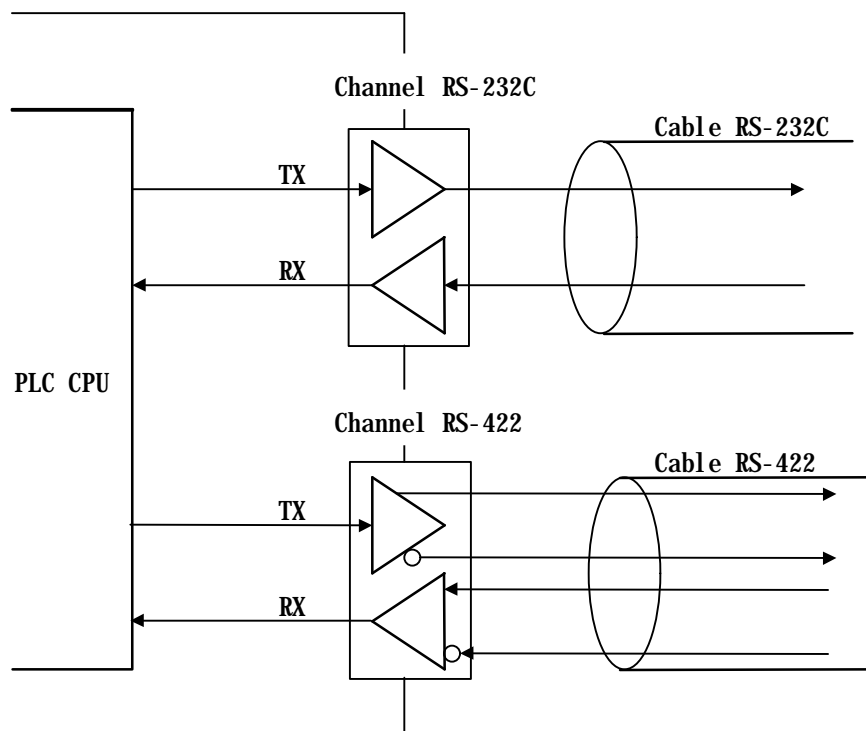 Channel RS-232C
Cable RS-232C
TX
RX
PLC CPU
Channel RS-422
Cable RS-422
TX
RX